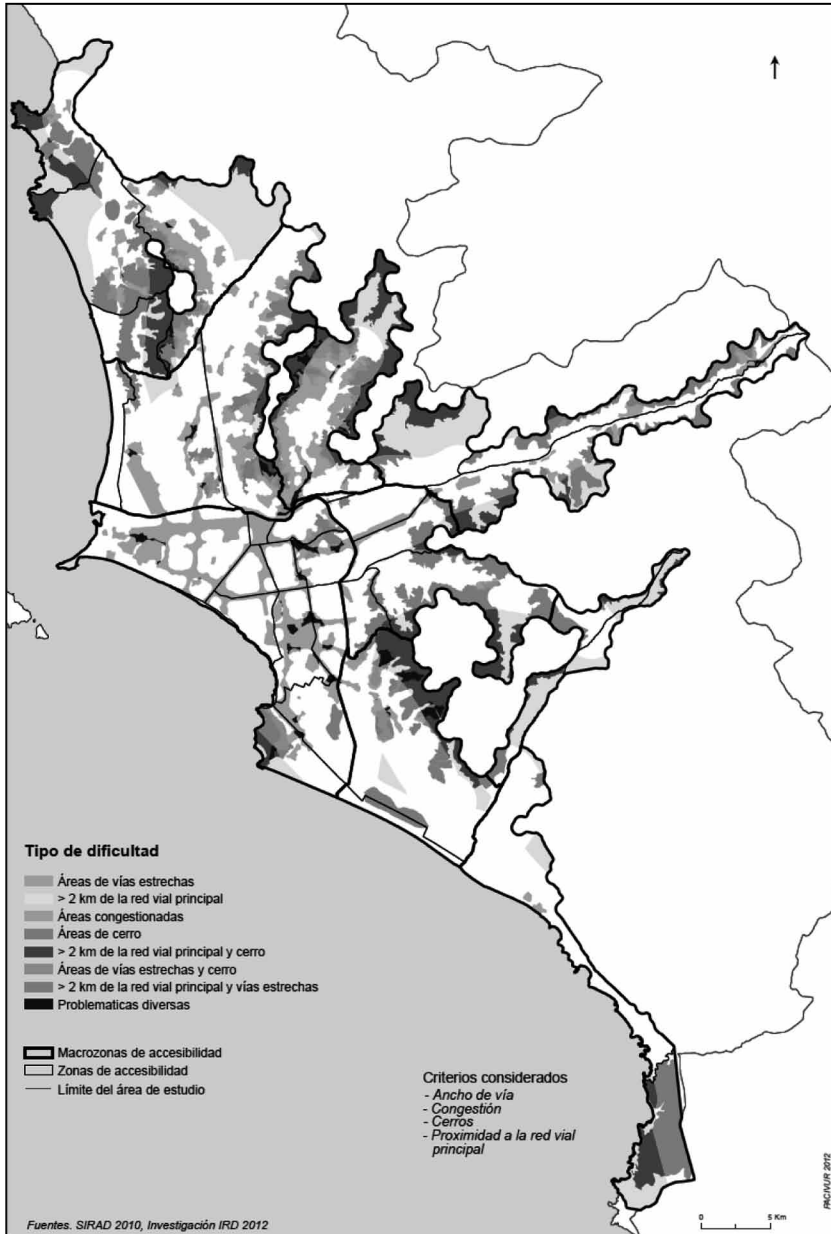 Tipo de dificultad
Áreas de vías estrechas
> 2 km de la red vial principal
Áreas congestionadas
Áreas de cerro
> 2 km de la red vial principal y cerro
Áreas de vías estrechas y cerro
> 2 km de la red vial principal y vías estrechas
Problematicas diversas
Macrozonas de accesibilidad
Zonas de accesibilidad
Límite del área de estudio
Criterios considerados
- Ancho de vía
- Congestión
- Cerros
- Proximidad a la red vial
principal
Fuentes. SIRAD 2010, Investigación IRD 2012
0 5 Km
PACIVUR 2012